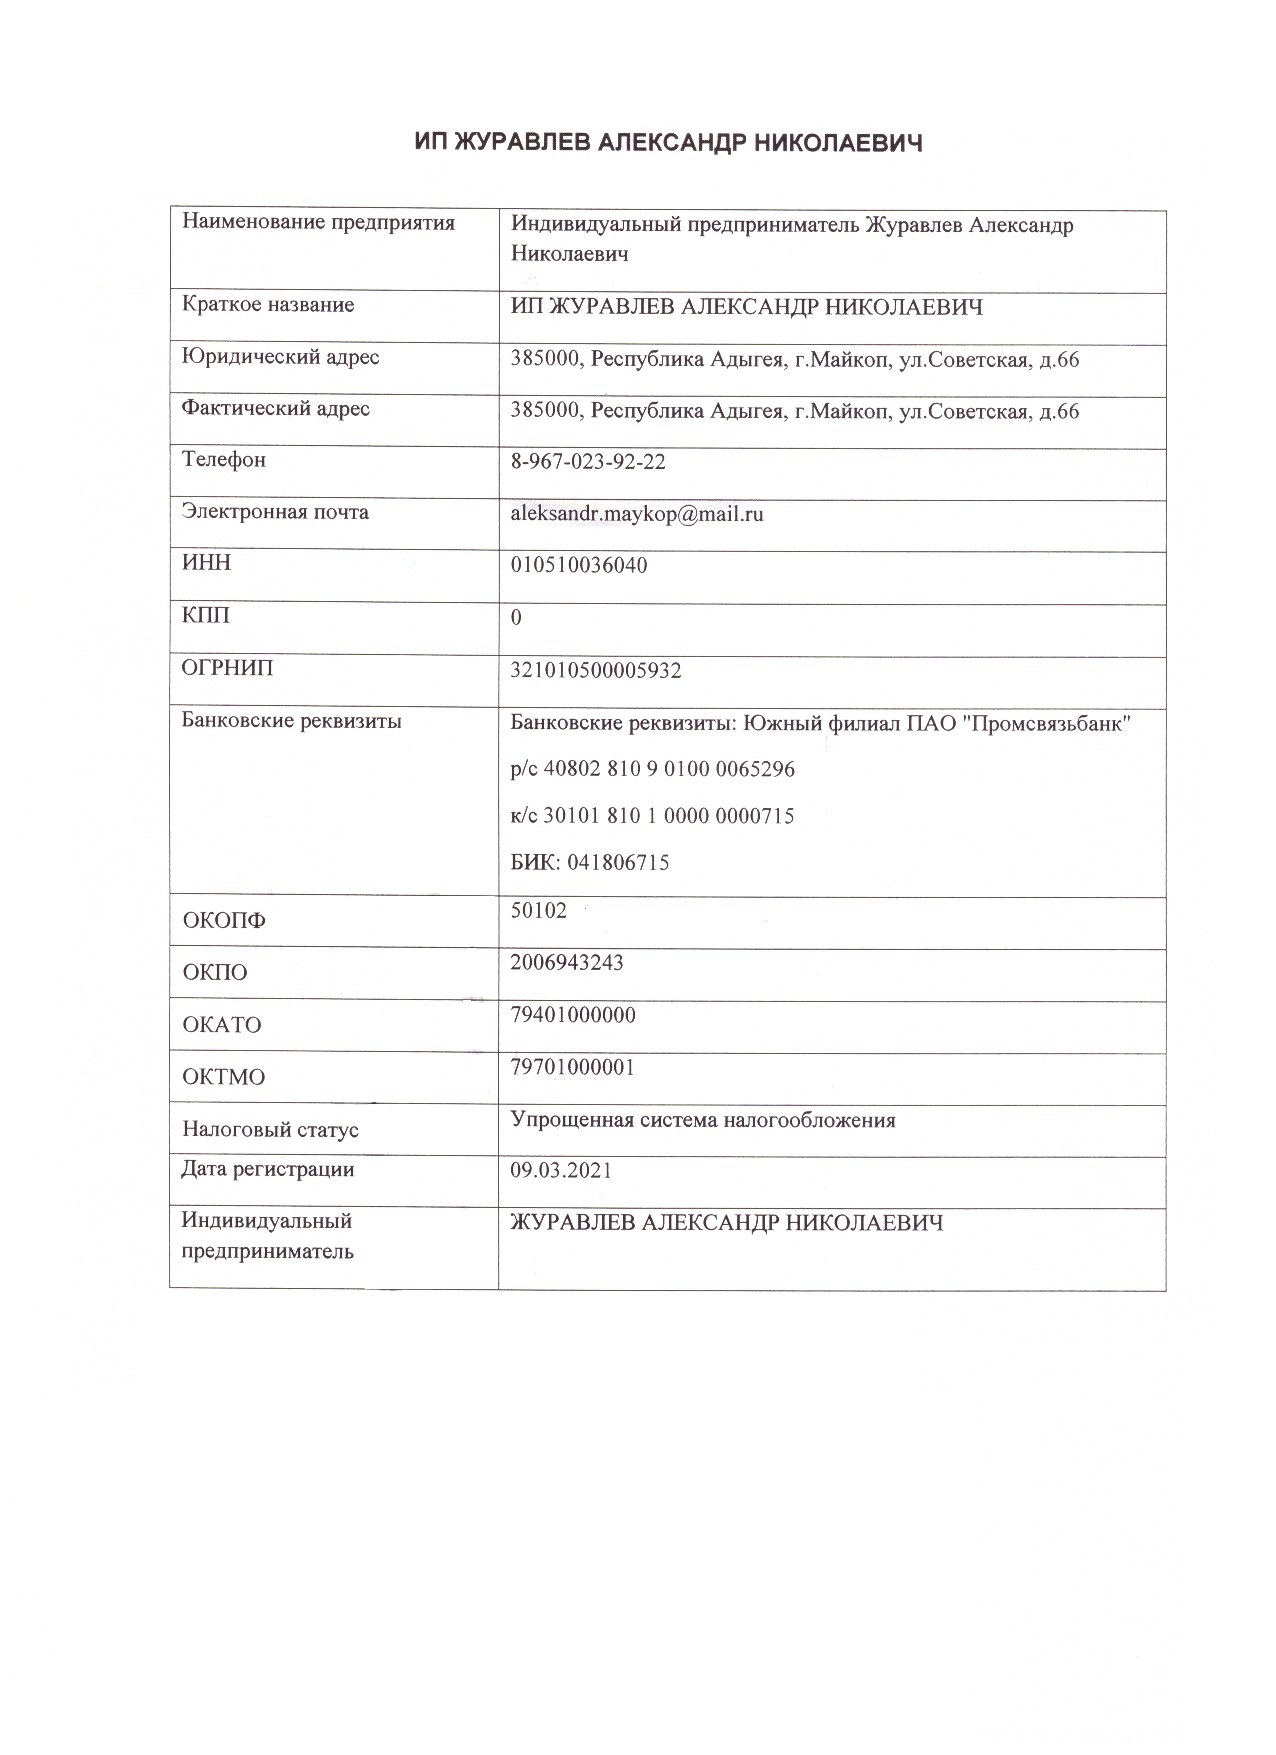 ИП ЖУРАВЛЕВ АЛЕКСАНДР НИКОЛАЕВИЧ
Наименование предприятия
Индивидуальный предприниматель Журавлев Александр
Николаевич
Краткое название
ИП ЖУРАВЛЕВ АЛЕКСАНДР НИКОЛАЕВИЧ
Юридический адрес
385000, Республика Адыгея, г.Майкоп, ул.Советская, д.66
Фактический адрес
385000, Республика Адыгея, г.Майкоп, ул.Советская, д.66
Телефон
8-967-023-92-22
Электронная почта
aleksandr.maykop@mail.ru
ИНН
010510036040
КПП
0
ОГРНИП
321010500005932
Банковские реквизиты
Банковские реквизиты: Южный филиал ПАО "Промсвязьбанк"
р/с 40802 810 9 0100 0065296
к/с 30101 810 1 0000 0000715
БИК: 041806715
ОКОПФ
50102
ОКПО
2006943243
ОКАТО
79401000000
ОКТМО
79701000001
Налоговый статус
Упрощенная система налогообложения
Дата регистрации
09.03.2021
Индивидуальный
предприниматель
ЖУРАВЛЕВ АЛЕКСАНДР НИКОЛАЕВИЧ